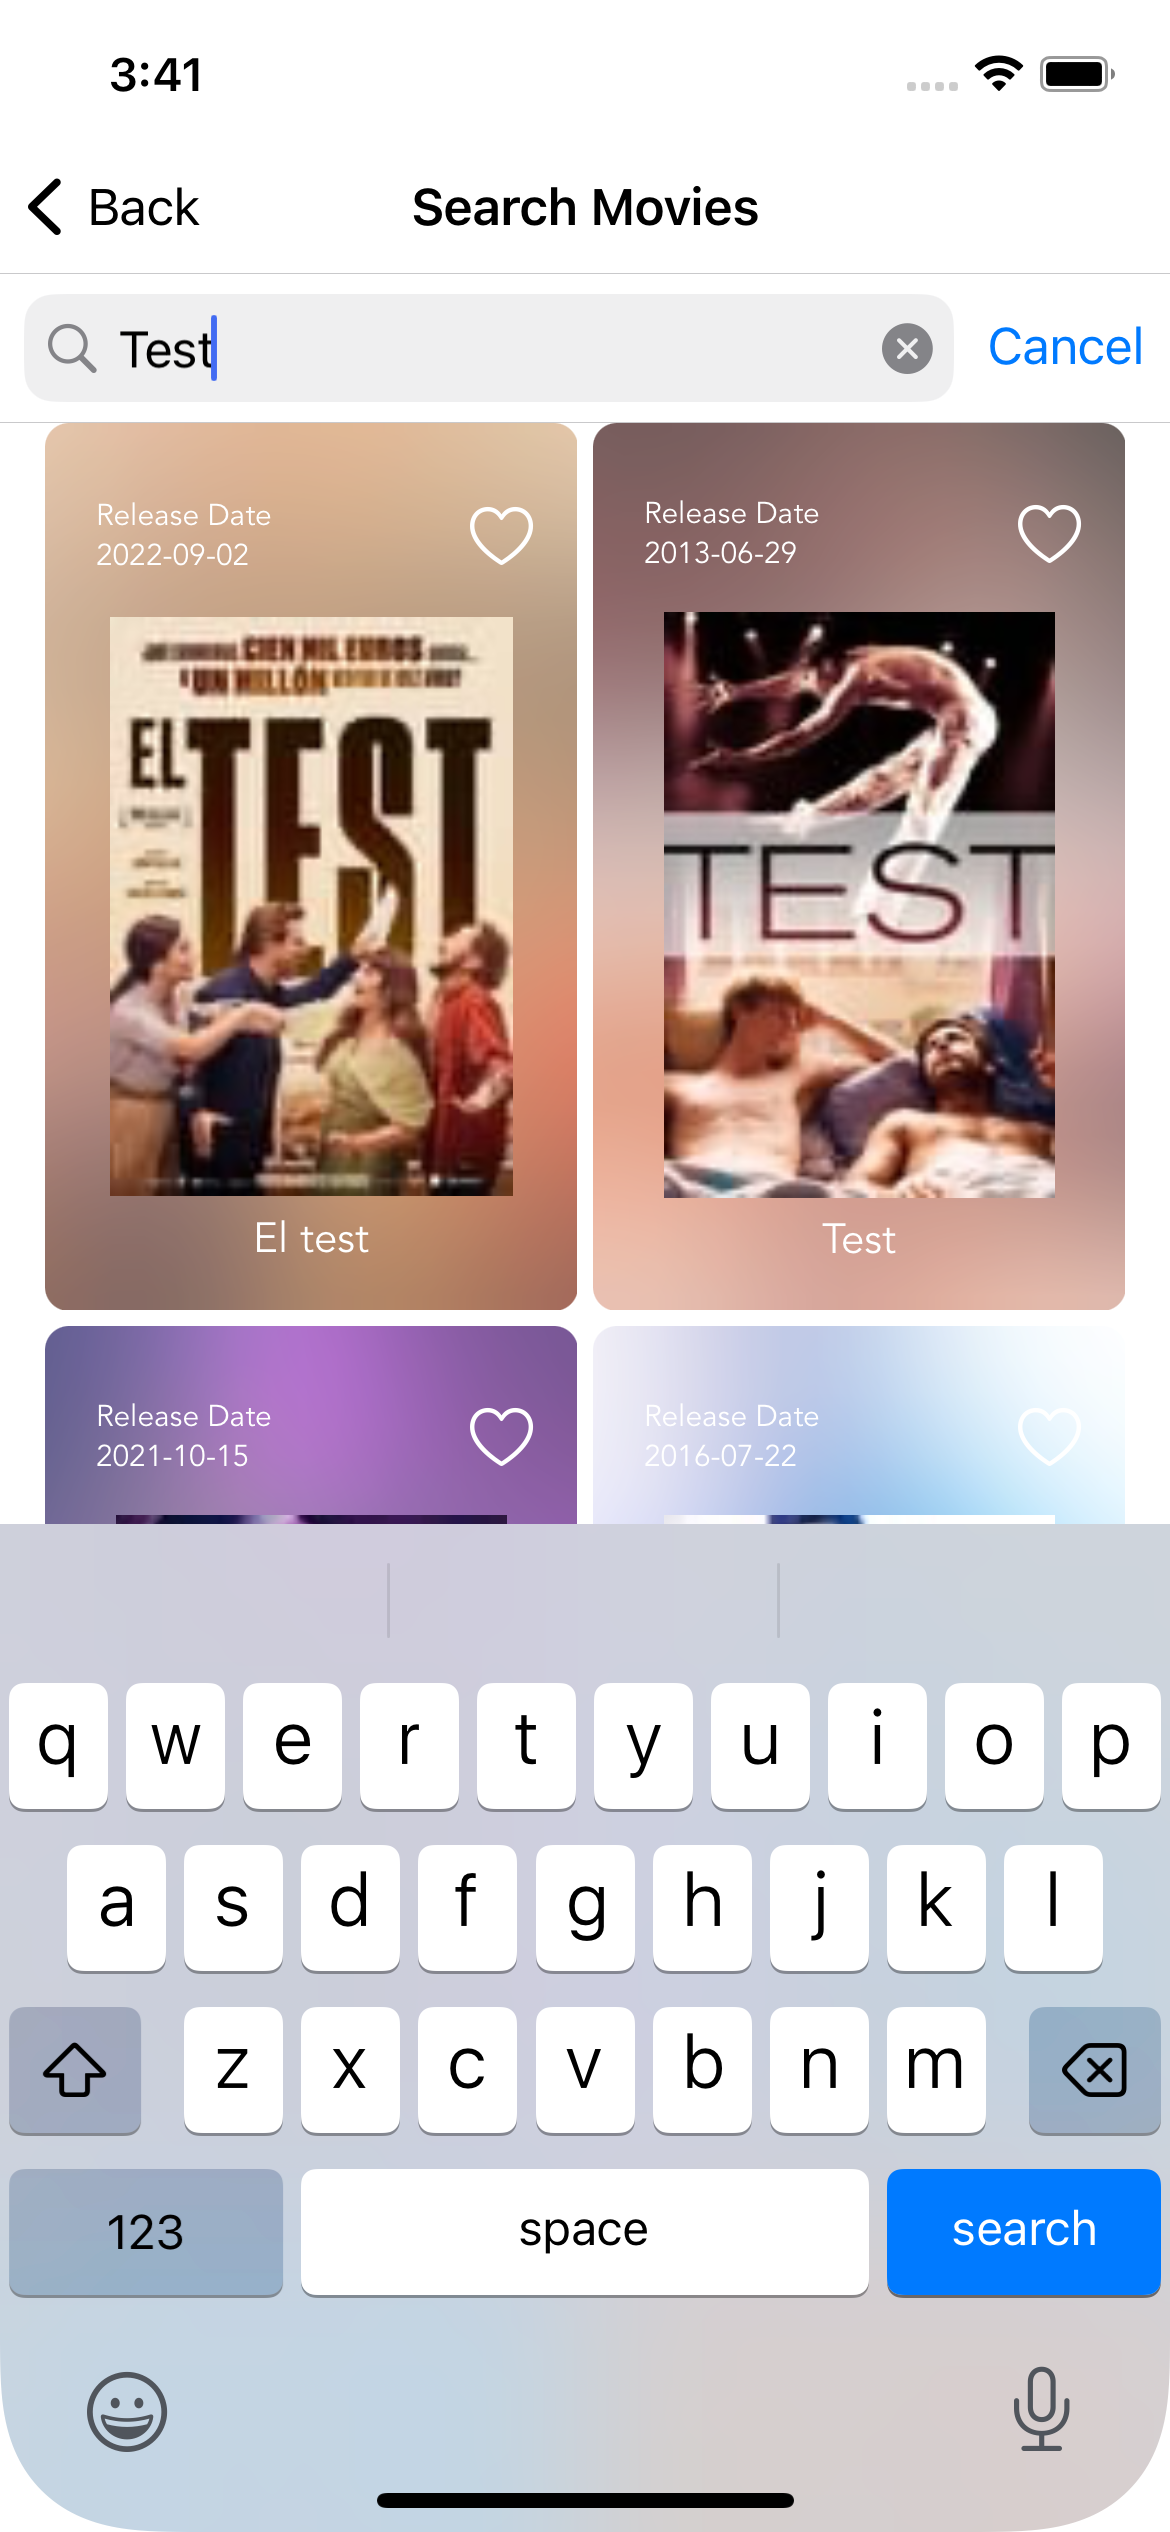 3:41
Back
Search Movies
Test
Cancel
Release Date
2022-09-02
Release Date
2013-06-29
CIEN MIL EUROS
UN MILLÓN
EL TEST
TEST
El test
Test
Release Date
2021-10-15
Release Date
2016-07-22
q w e r t y u i o p
a s d f g h j k l
z x c v b n m
123
space
search